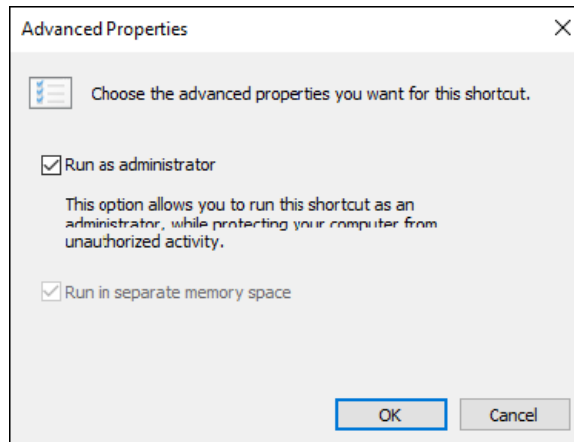 Advanced Properties
Choose the advanced properties you want for this shortcut.
Run as administrator
This option allows you to run this shortcut as an
administrator, while protecting your computer from
unauthorized activity.
Run in separate memory space
OK
Cancel